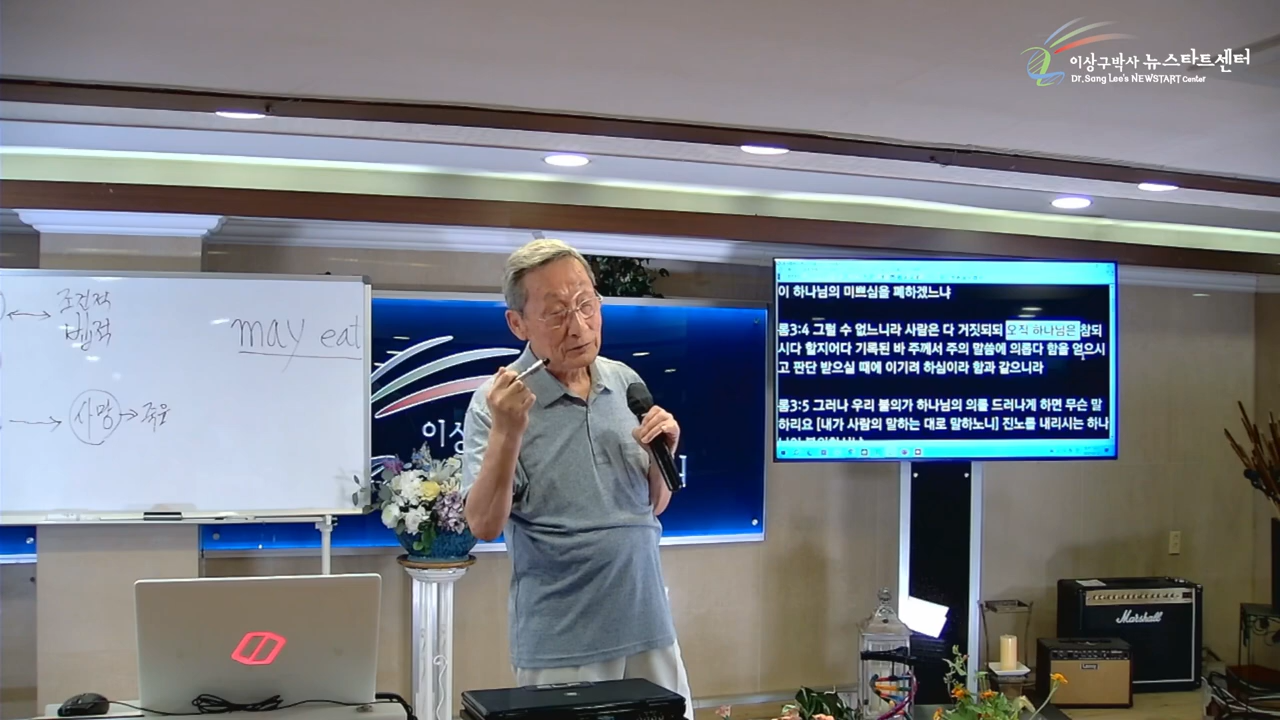 이상구박사 뉴스타트센터
Dr. Sang Lee's NEWSTART Center
조건적
법적
may eat
사망
죽음
이상
이 하나님의 미쁘심을 폐하겠느냐
롬3:4 그럴 수 없느니라 사람은 다 거짓되되 오직 하나님은 참되
시다 할지어다 기록된 바 주께서 주의 말씀에 의롭다 함을 얻으시
고 판단 받으실 때에 이기려 하심이라 함과 같으니라
롬3:5 그러나 우리 불의가 하나님의 의를 드러나게 하면 무슨 말
하리요 [내가 사람의 말하는 대로 말하노니] 진노를 내리시는 하나
Marshall
Laney